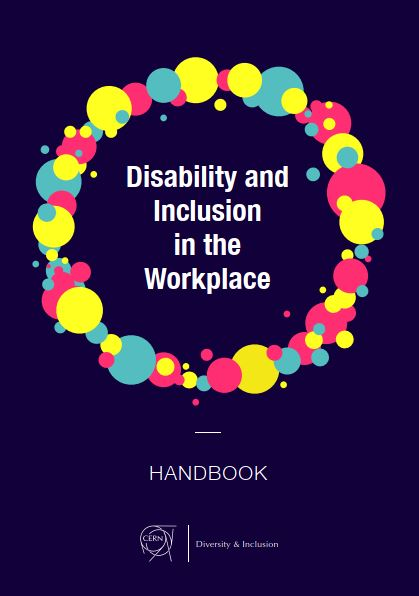 Disability and
Inclusion
in the
Workplace
HANDBOOK
CERN
Diversity & Inclusion